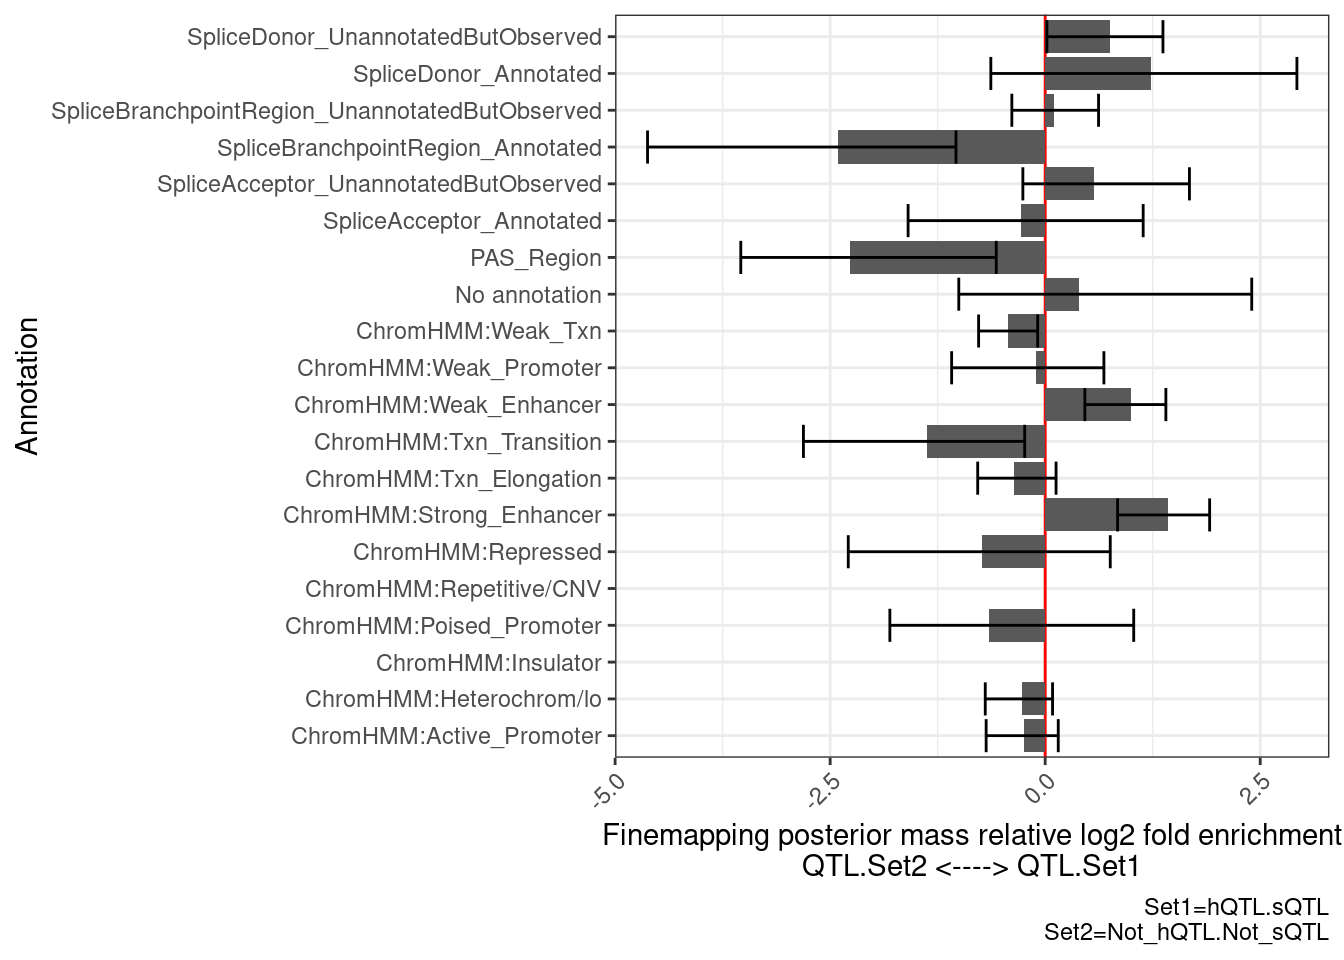 SpliceDonor_UnannotatedButObserved
SpliceDonor_Annotated
SpliceBranchpointRegion_UnannotatedButObserved
SpliceBranchpointRegion_Annotated
SpliceAcceptor_UnannotatedButObserved
SpliceAcceptor_Annotated
PAS_Region
No annotation
ChromHMM:Weak_Txn
ChromHMM:Weak_Promoter
ChromHMM:Weak_Enhancer
ChromHMM:Txn_Transition
ChromHMM:Txn_Elongation
ChromHMM:Strong_Enhancer
ChromHMM:Repressed
ChromHMM:Repetitive/CNV
ChromHMM:Poised_Promoter
ChromHMM:Insulator
ChromHMM:Heterochrom/lo
ChromHMM:Active_Promoter
Annotation
-5.0 -2.5 0.0 2.5
Finemapping posterior mass relative log2 fold enrichment
QTL.Set2 <----> QTL.Set1
Set1=hQTL.sQTL
Set2=Not_hQTL.Not_sQTL